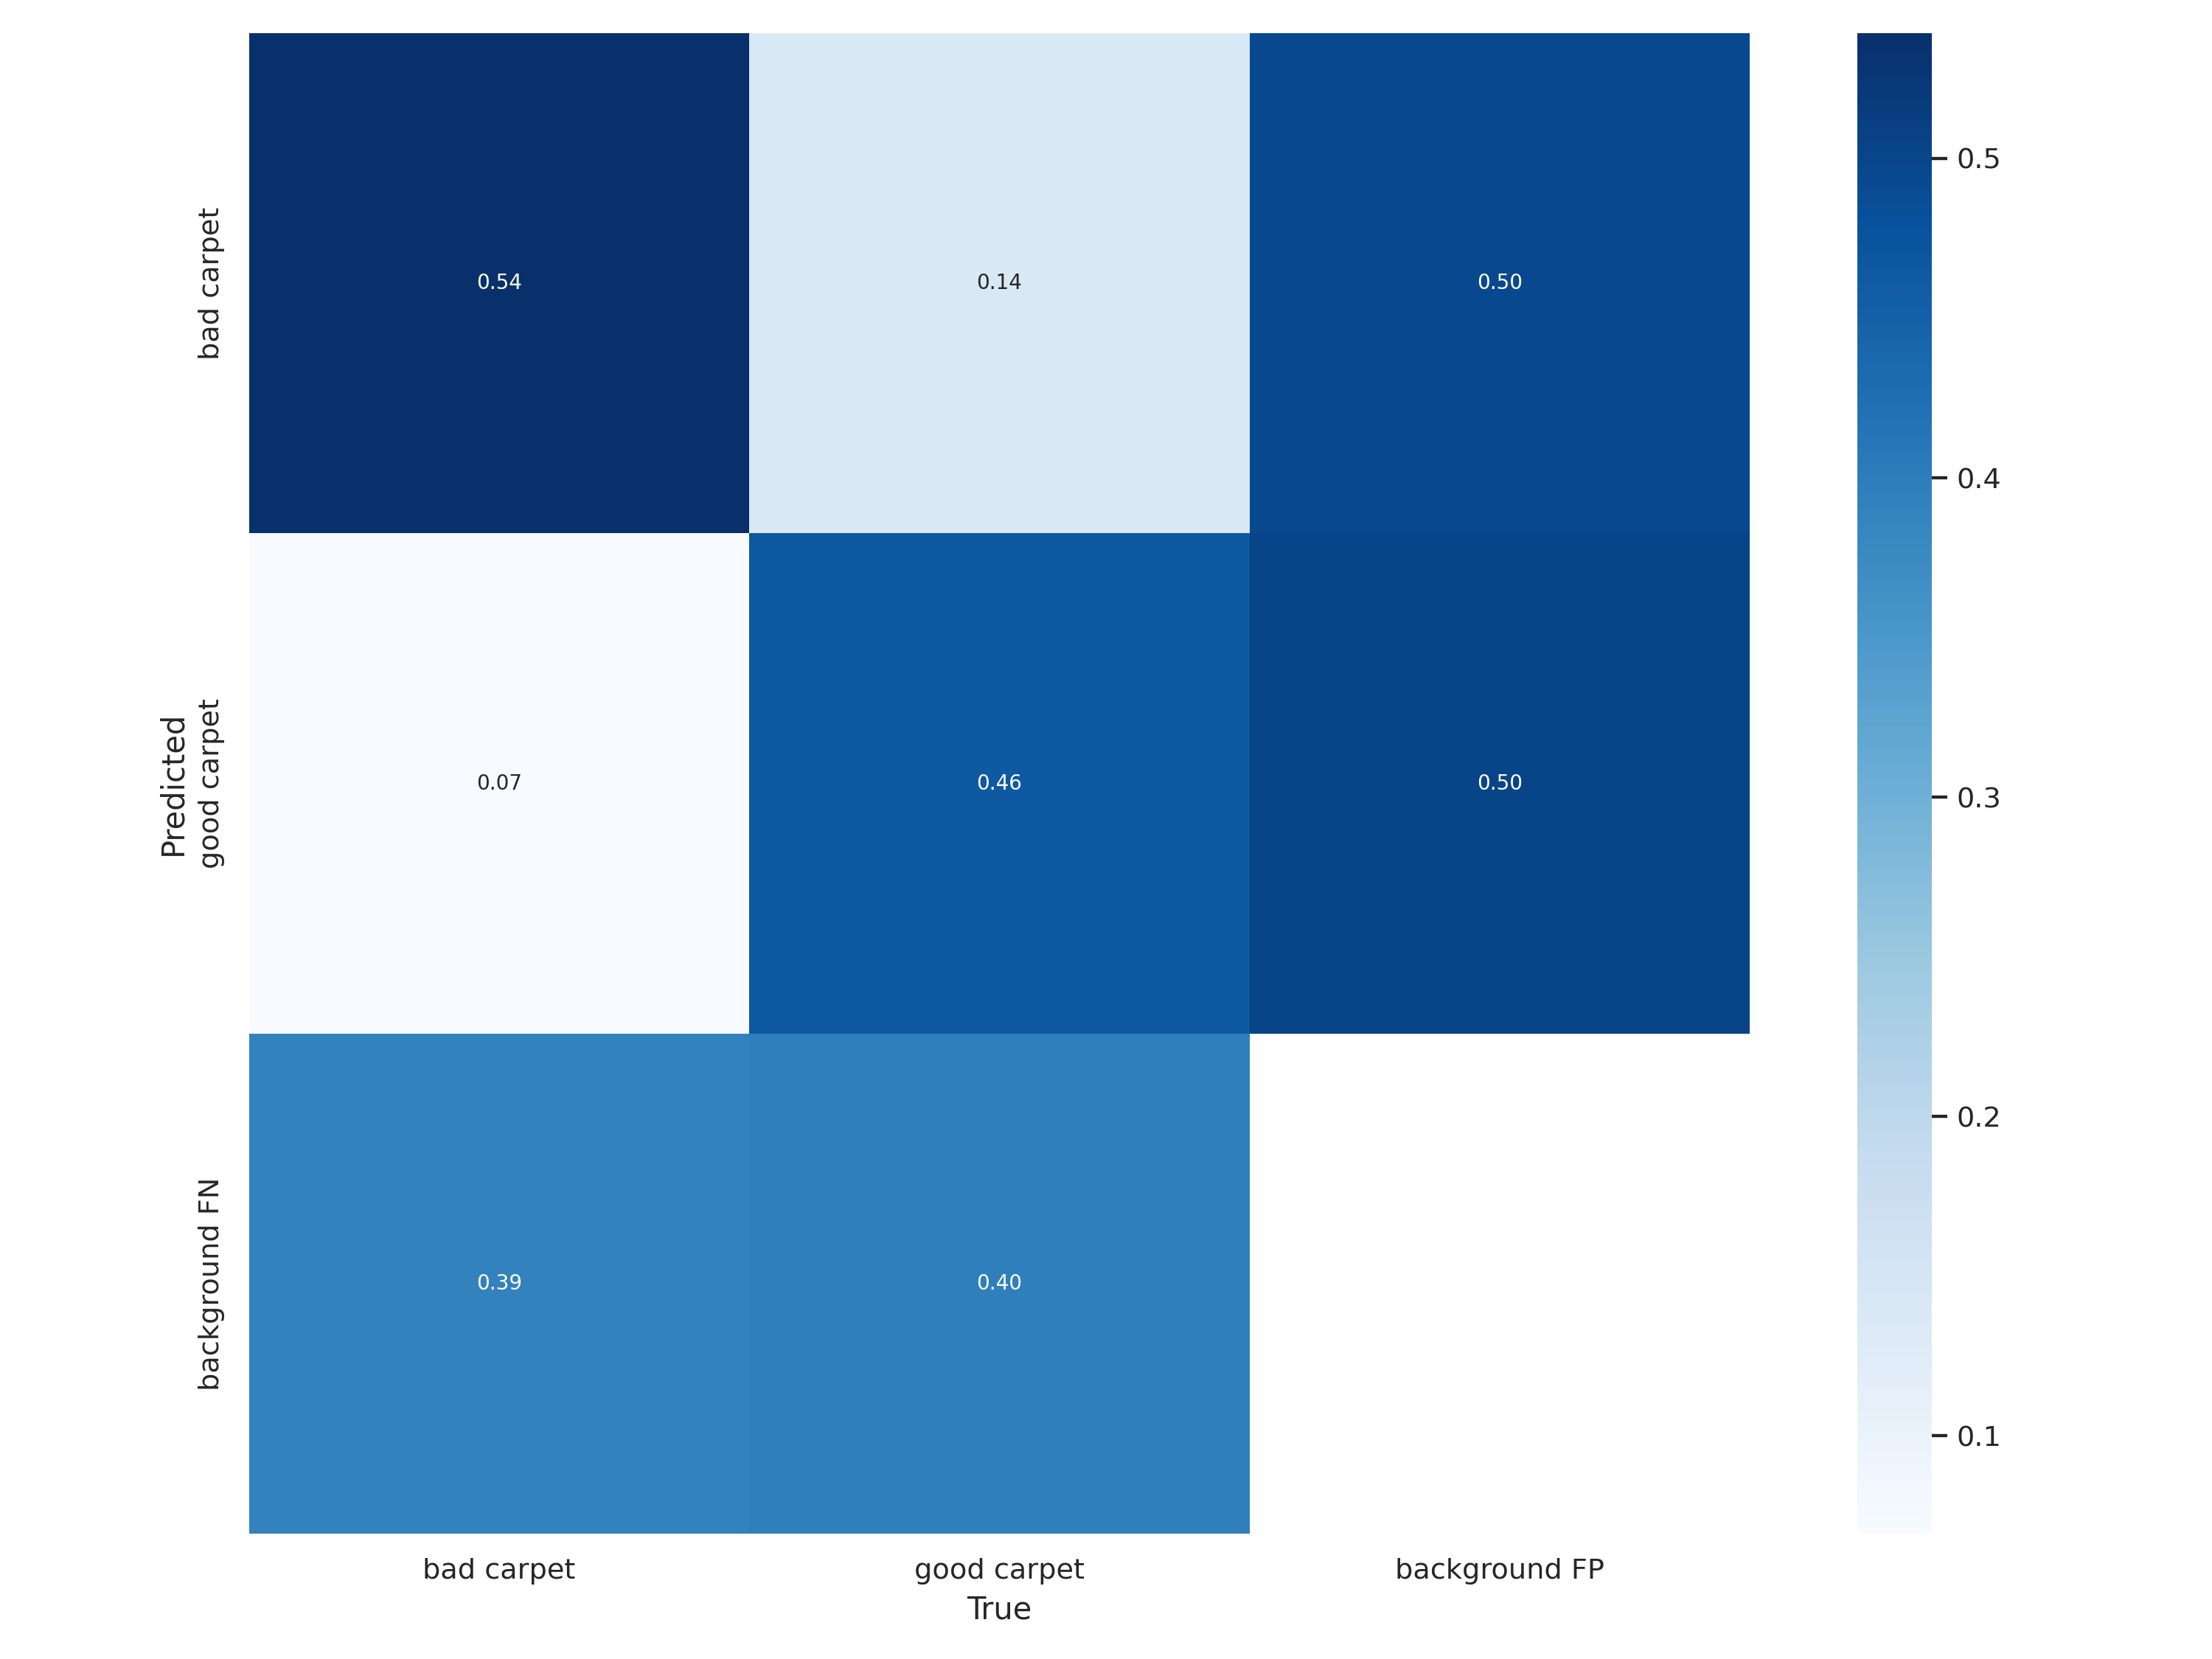 bad carpet
0.54
0.14
0.50
0.5
0.4
Predicted
good carpet
0.07
0.46
0.50
0.3
background FN
0.39
0.40
0.2
0.1
bad carpet
good carpet
background FP
True